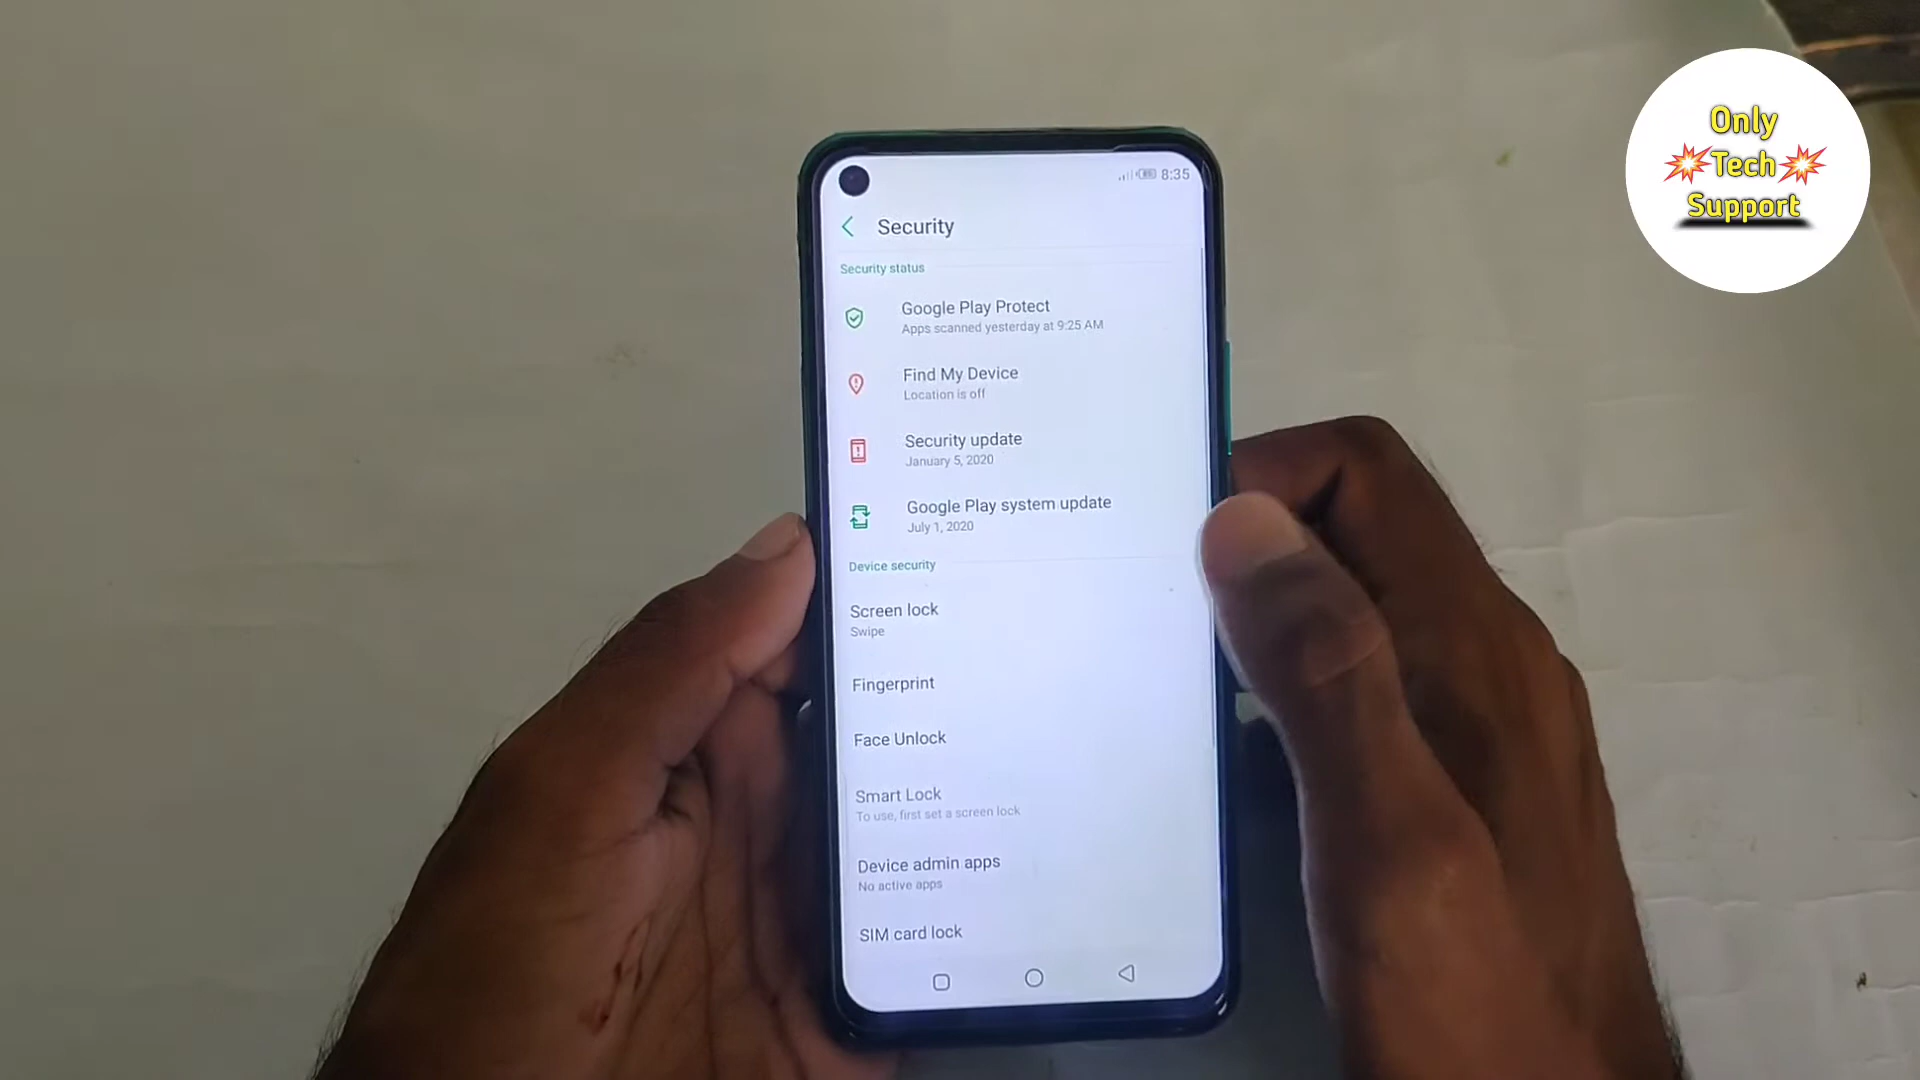 8:35
Security
Security status
Google Play Protect
Apps scanned yesterday at 9:25 AM
Find My Device
Location is off
Security update
January 5, 2020
Google Play system update
July 1, 2020
Device security
Screen lock
Swipe
Fingerprint
Face Unlock
Smart Lock
To use, first set a screen lock
Device admin apps
No active apps
SIM card lock
Only
Tech
Support